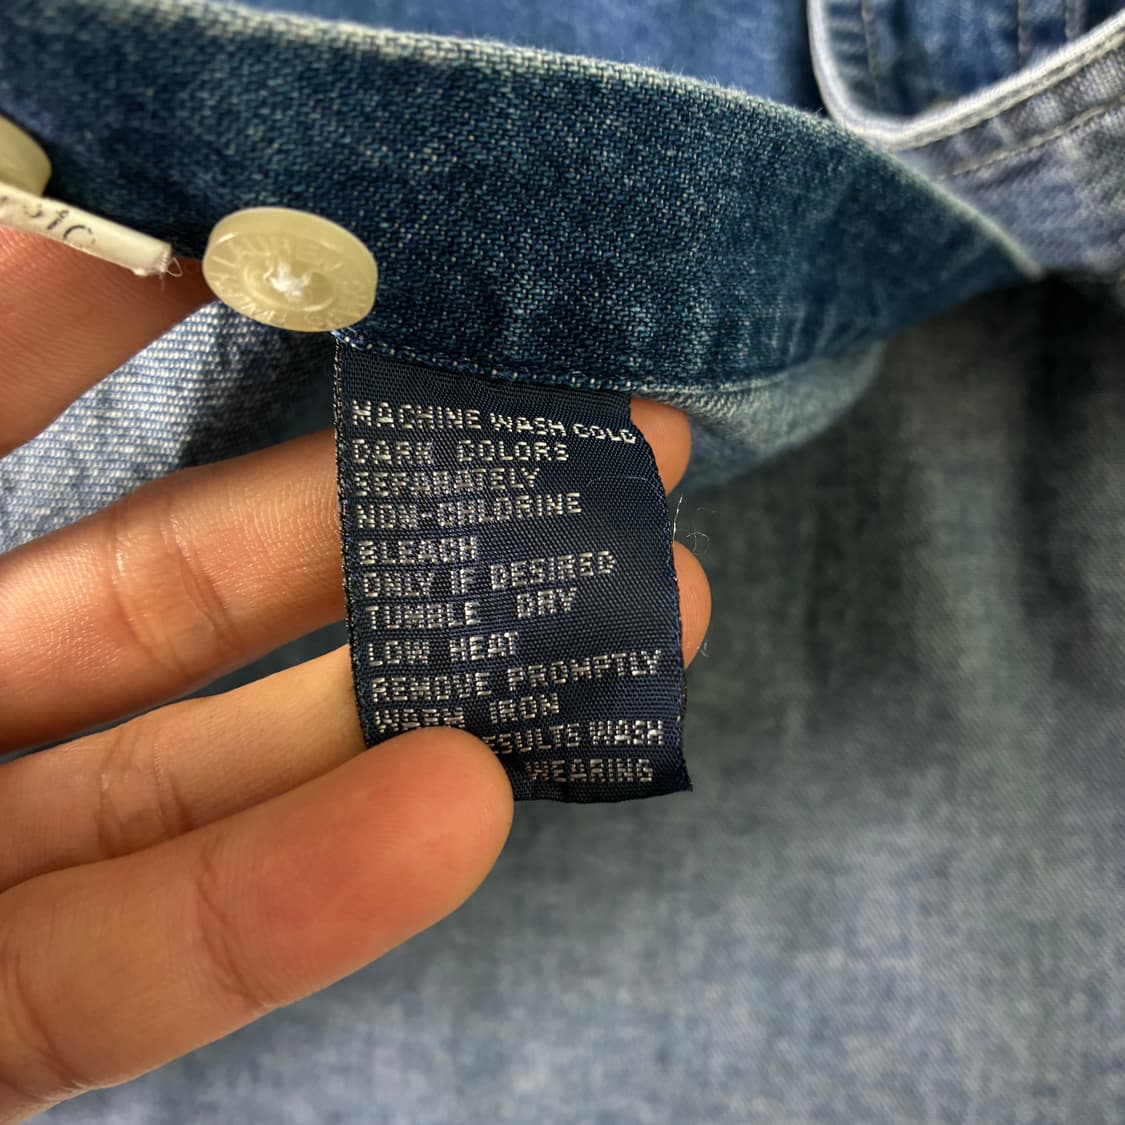 MACHINE WASH COLD
DARK COLORS
SEPARATELY
NON-CHLORINE
BLEACH
ONLY IF DESIRED
TUMBLE DRY
LOW HEAT
REMOVE PROMPTLY
WARM IRON
WASH
WEARING